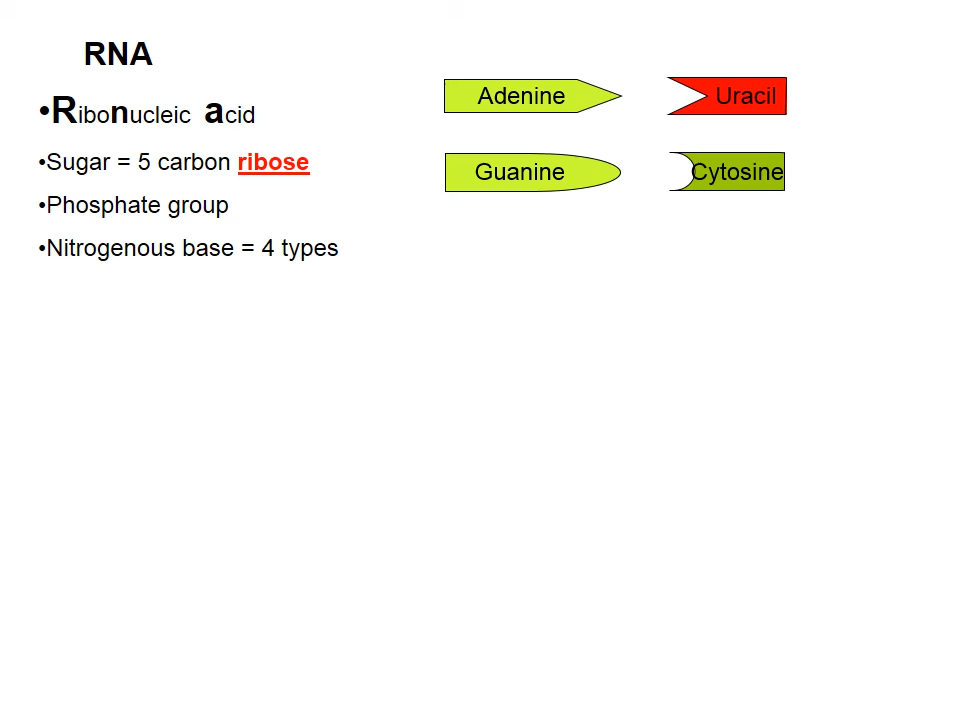 RNA
•Ribonucleic acid
•Sugar = 5 carbon ribose
•Phosphate group
•Nitrogenous base = 4 types
Adenine
Uracil
Guanine
Cytosine